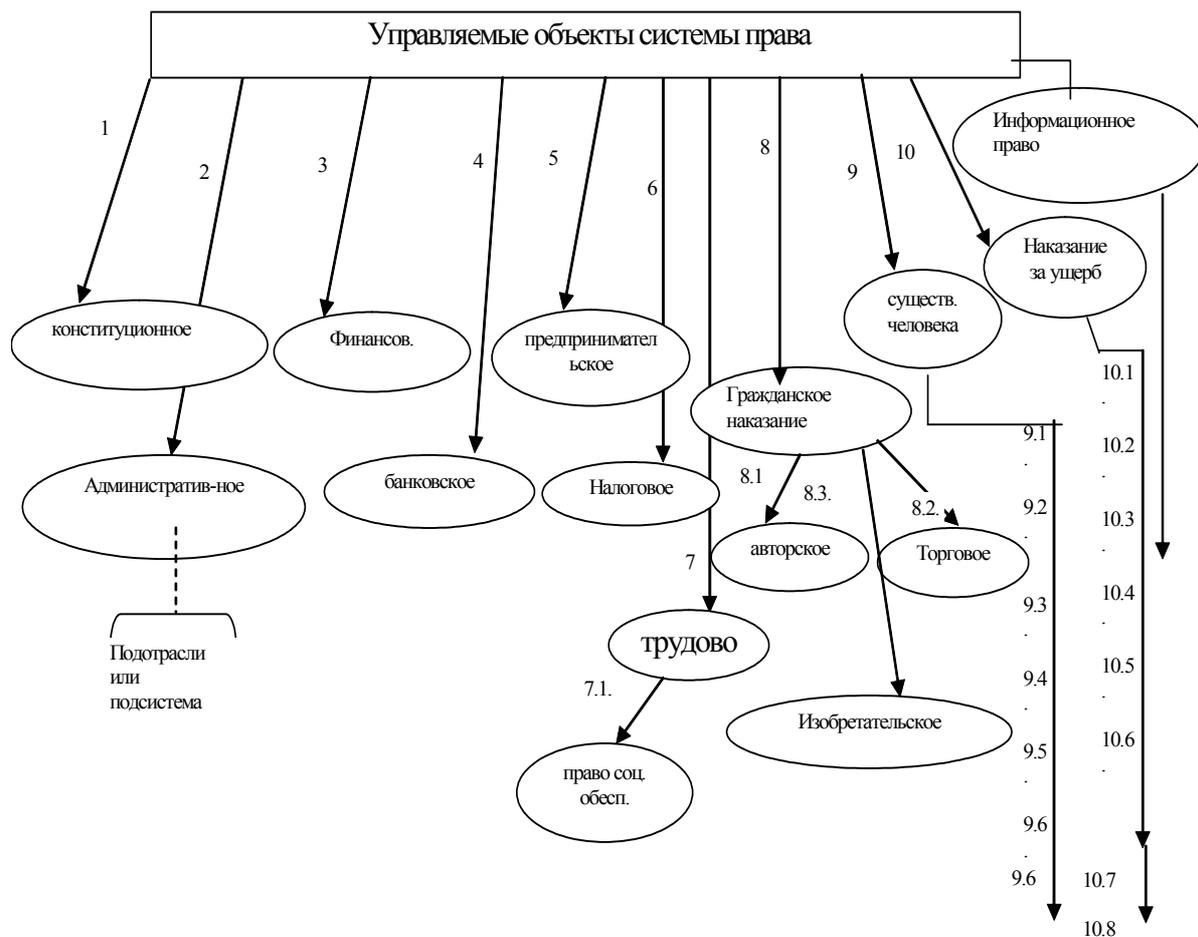 Управляемые объекты системы права
1
2
3
4
5
6
8
9
10
Информационное
право
Наказание
за ущерб
существ.
человека
конституционное
Финансов.
предпринимател
ьское
Гражданское
наказание
Административ-ное
банковское
Налоговое
8.1
8.3.
8.2.
авторское
Торговое
7
трудово
7.1.
Изобретательское
право соц.
обесп.
Подотрасли
или
подсистема
9.1
.
9.2
.
9.3
.
9.4
.
9.5
.
9.6
.
9.6
10.1
.
10.2
.
10.3
.
10.4
.
10.5
.
10.6
.
10.7
10.8